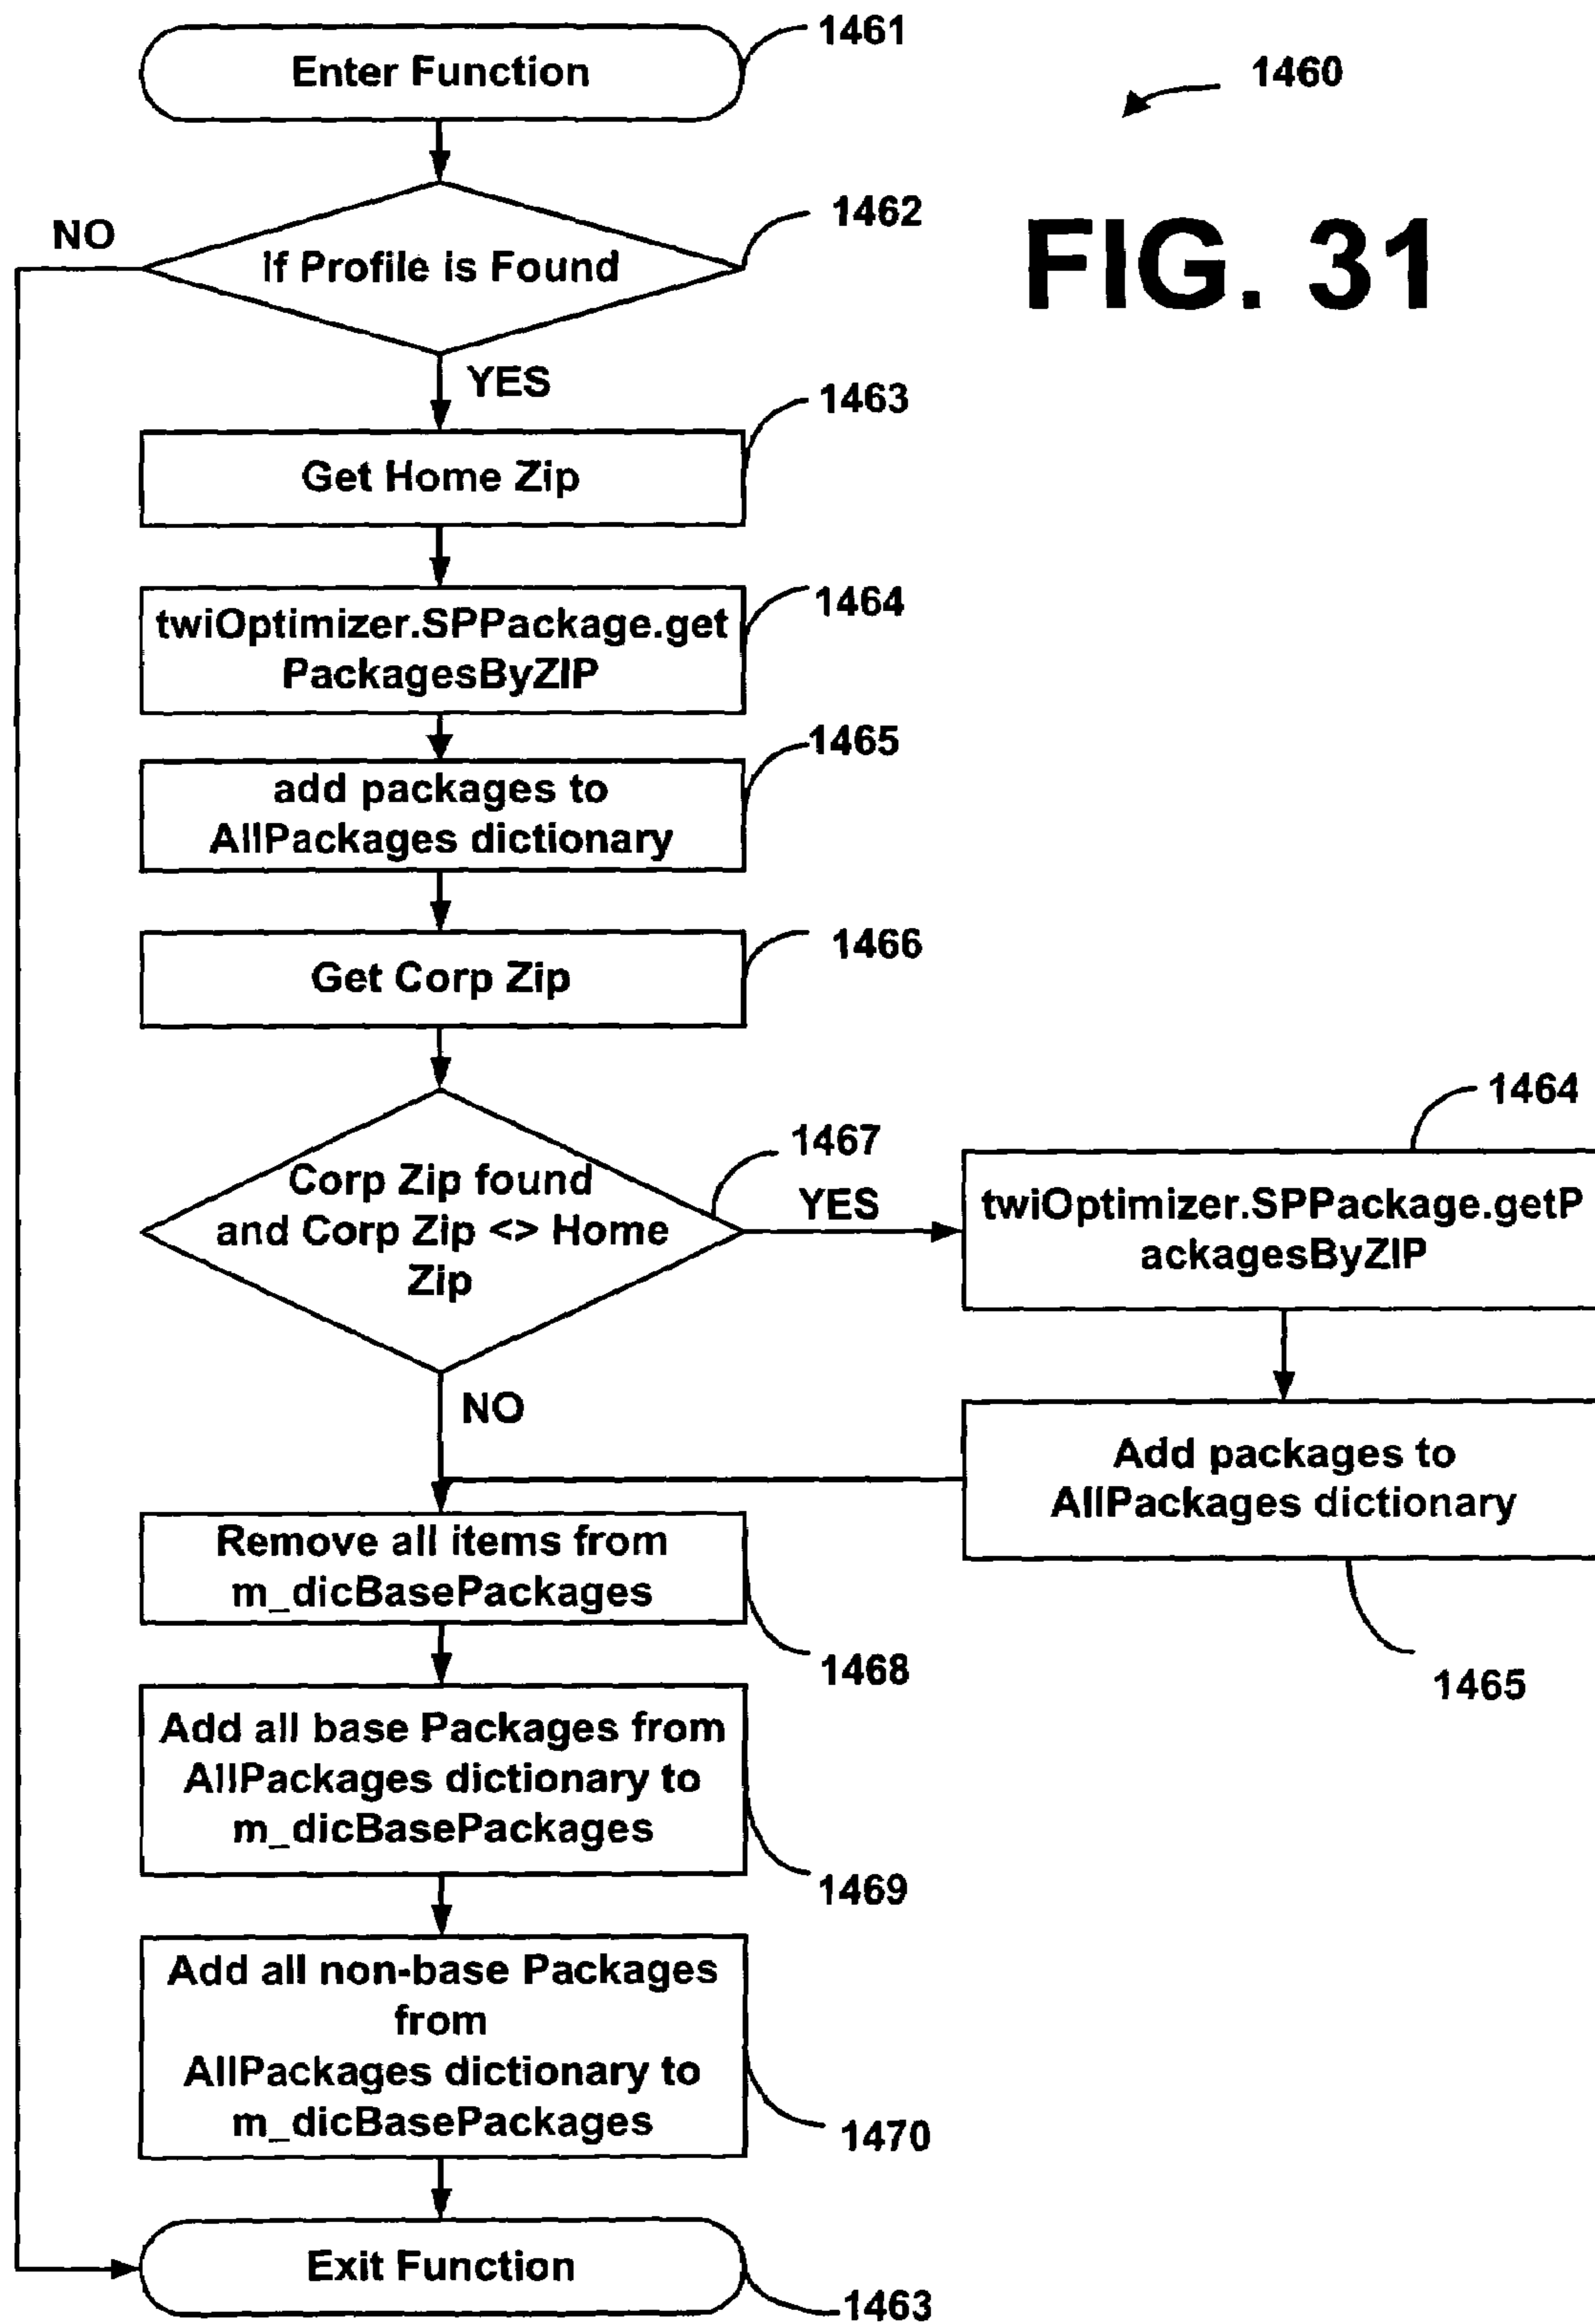 1461
Enter Function
1460
FIG. 31
NO
1462
If Profile is Found
YES
1463
Get Home Zip
1464
twiOptimizer.SPPackage.get
PackagesByZIP
1465
add packages to
AllPackages dictionary
1466
Get Corp Zip
1467
Corp Zip found
and Corp Zip <> Home
Zip
YES
1464
twiOptimizer.SPPackage.getP
ackagesByZIP
NO
Add packages to
AllPackages dictionary
1465
Remove all items from
m_dicBasePackages
1468
Add all base Packages from
AllPackages dictionary to
m_dicBasePackages
1469
Add all non-base Packages
from
AllPackages dictionary to
m_dicBasePackages
1470
Exit Function
1463